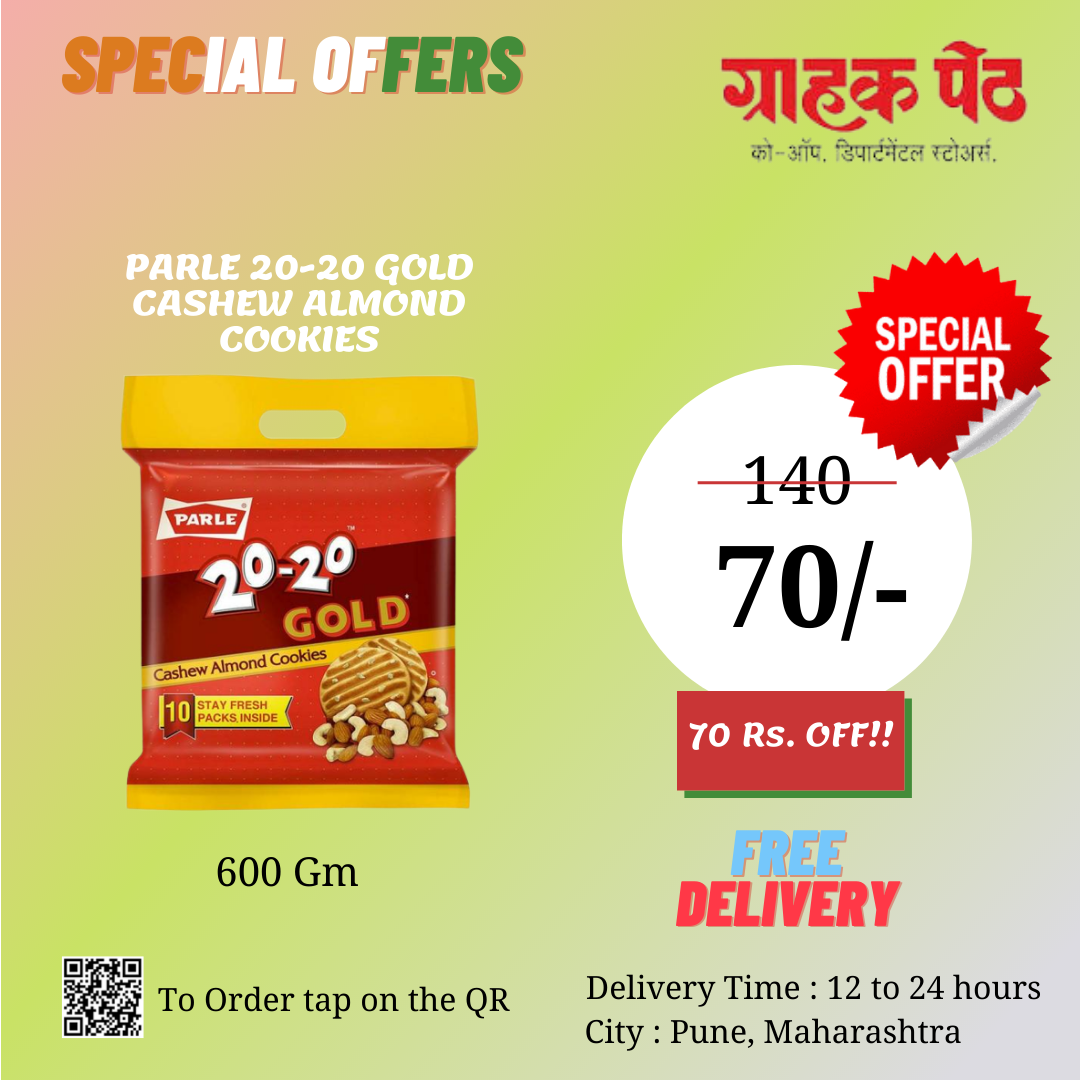 SPECIAL OFFERS
ग्राहक पेठ
को-ऑप. डिपार्टमेंटल स्टोअर्स.
PARLE 20-20 GOLD
CASHEW ALMOND
COOKIES
SPECIAL
OFFER
140
70/-
PARLE
20-20
GOLD
Cashew Almond Cookies
10 STAY FRESH
PACKS INSIDE
70 Rs. OFF!!
600 Gm
FREE
DELIVERY
To Order tap on the QR
Delivery Time : 12 to 24 hours
City : Pune, Maharashtra